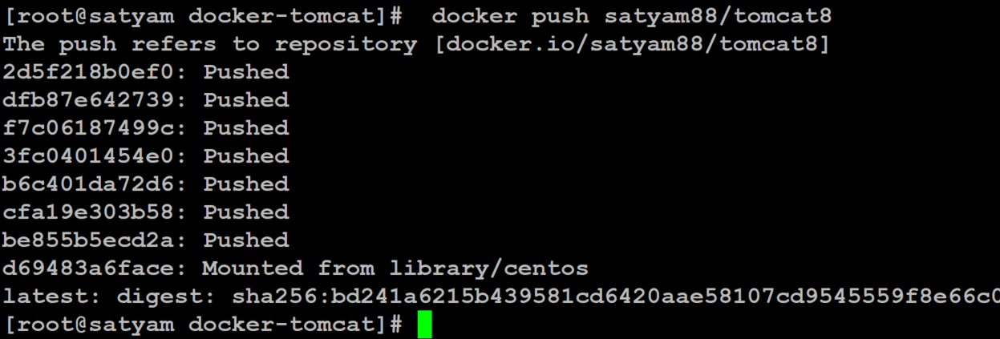 [root@satyam docker-tomcat]#  docker push satyam88/tomcat8
The push refers to repository [docker.io/satyam88/tomcat8]
2d5f218b0ef0: Pushed
dfb87e642739: Pushed
f7c06187499c: Pushed
3fc0401454e0: Pushed
b6c401da72d6: Pushed
cfa19e303b58: Pushed
be855b5ecd2a: Pushed
d69483a6face: Mounted from library/centos
latest: digest: sha256:bd241a6215b439581cd6420aae58107cd9545559f8e66c0
[root@satyam docker-tomcat]#